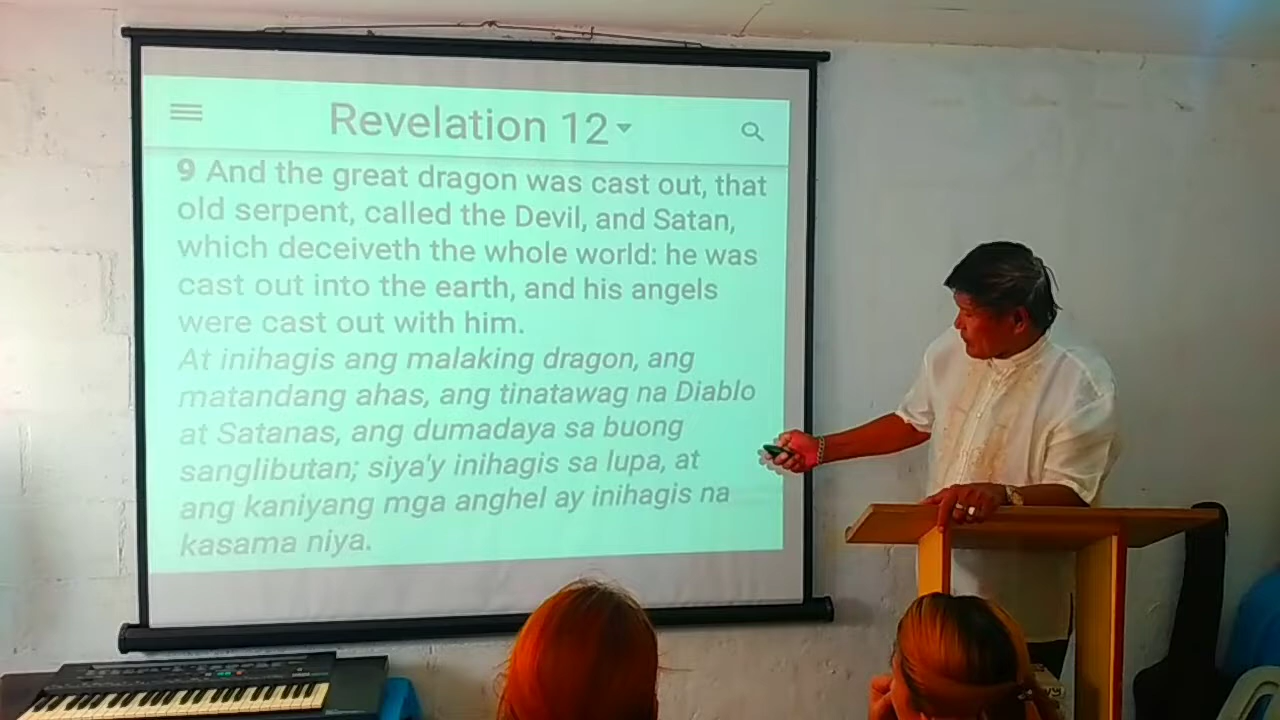 Revelation 12
9 And the great dragon was cast out, that
old serpent, called the Devil, and Satan,
which deceiveth the whole world: he was
cast out into the earth, and his angels
were cast out with him.
At inihagis ang malaking dragon, ang
matandang ahas, ang tinatawag na Diablo
at Satanas, ang dumadaya sa buong
sanglibutan; siya'y inihagis sa lupa, at
ang kaniyang mga anghel ay inihagis na
kasama niya.